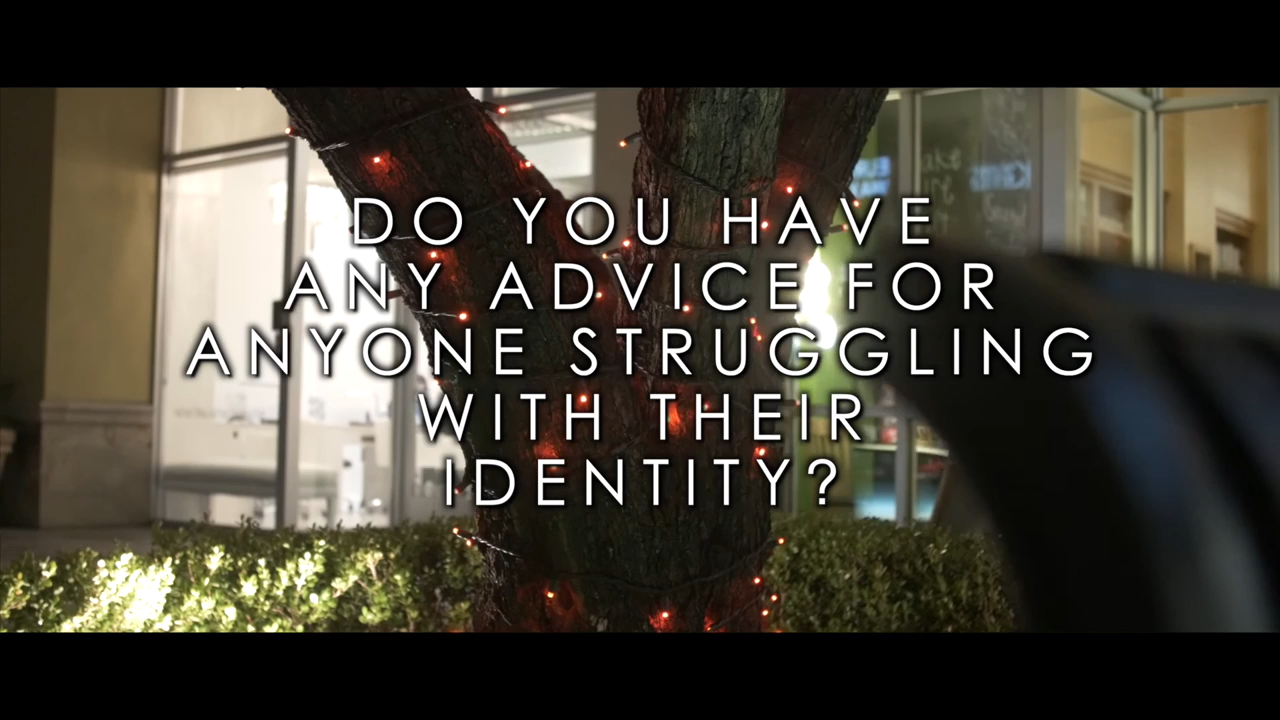 DO YOU HAVE
ANY ADVICE FOR
ANYONE STRUGGLING
WITH THEIR
IDENTITY?